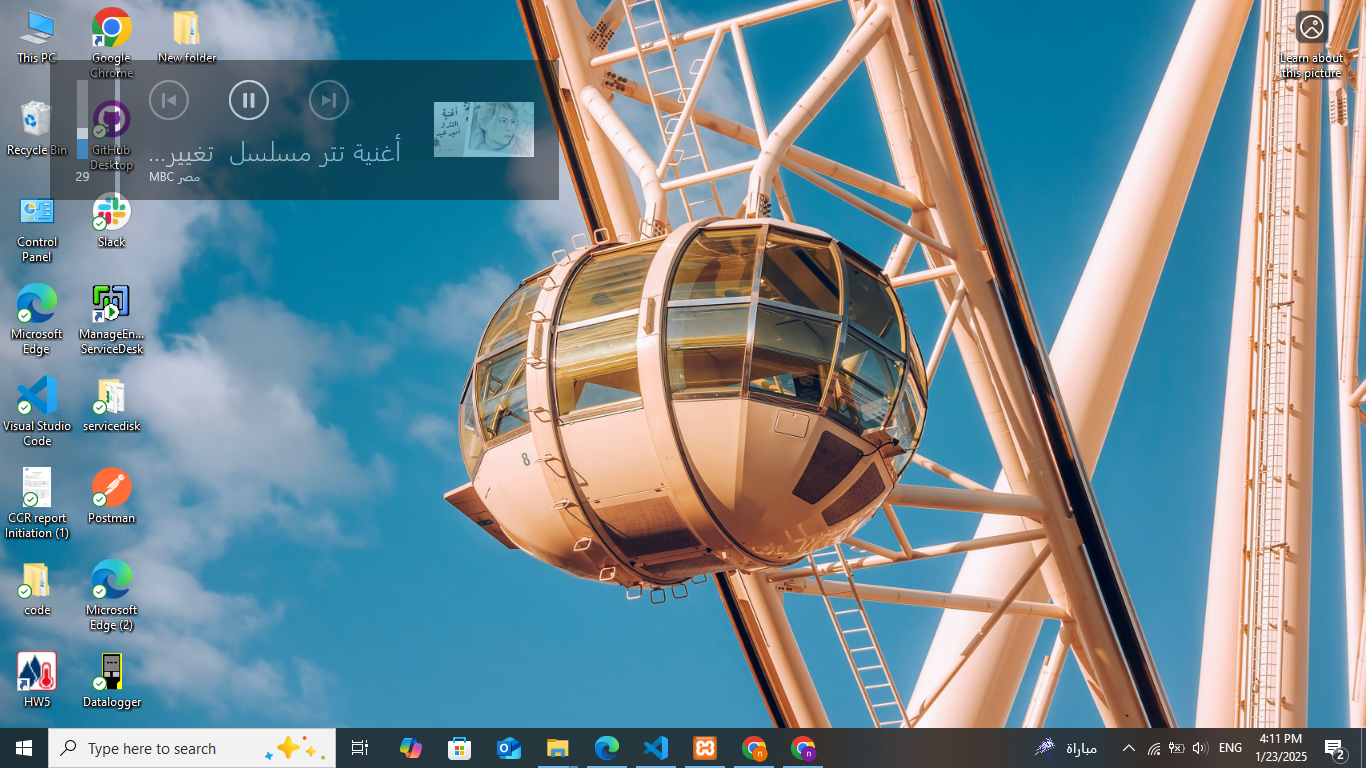 This PC
Google
Chrome
New folder
Learn about
this picture
Recycle Bin
GitHub
Desktop
29
أغنية تتر مسلسل تغيير...
MBC مصر
أغنية
Control
Panel
Slack
Microsoft
Edge
ManageEn...
ServiceDesk
Visual Studio
Code
servicedisk
CCR report
Initiation (1)
Postman
8
code
Microsoft
Edge (2)
HW5
Datalogger
Type here to search
n
n
مباراة
ENG
4:11 PM
1/23/2025
2